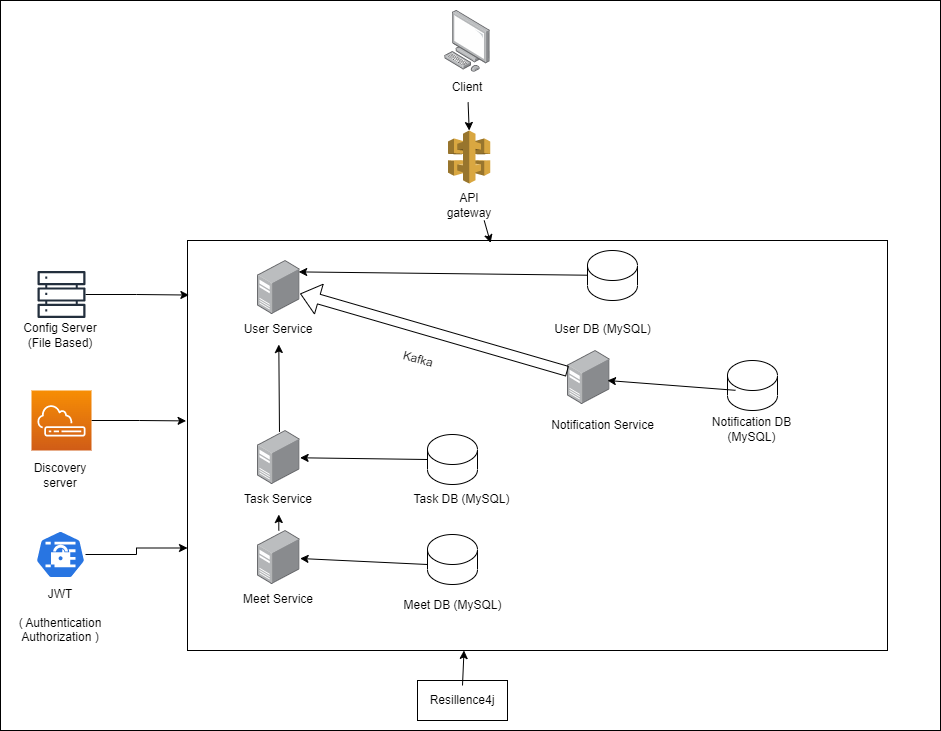 Client
API
gateway
User Service
User DB (MySQL)
Config Server
(File Based)
Kafka
Notification Service
Notification DB
(MySQL)
Discovery
server
Task Service
Task DB (MySQL)
JWT
( Authentication
Authorization )
Meet Service
Meet DB (MySQL)
Resillence4j